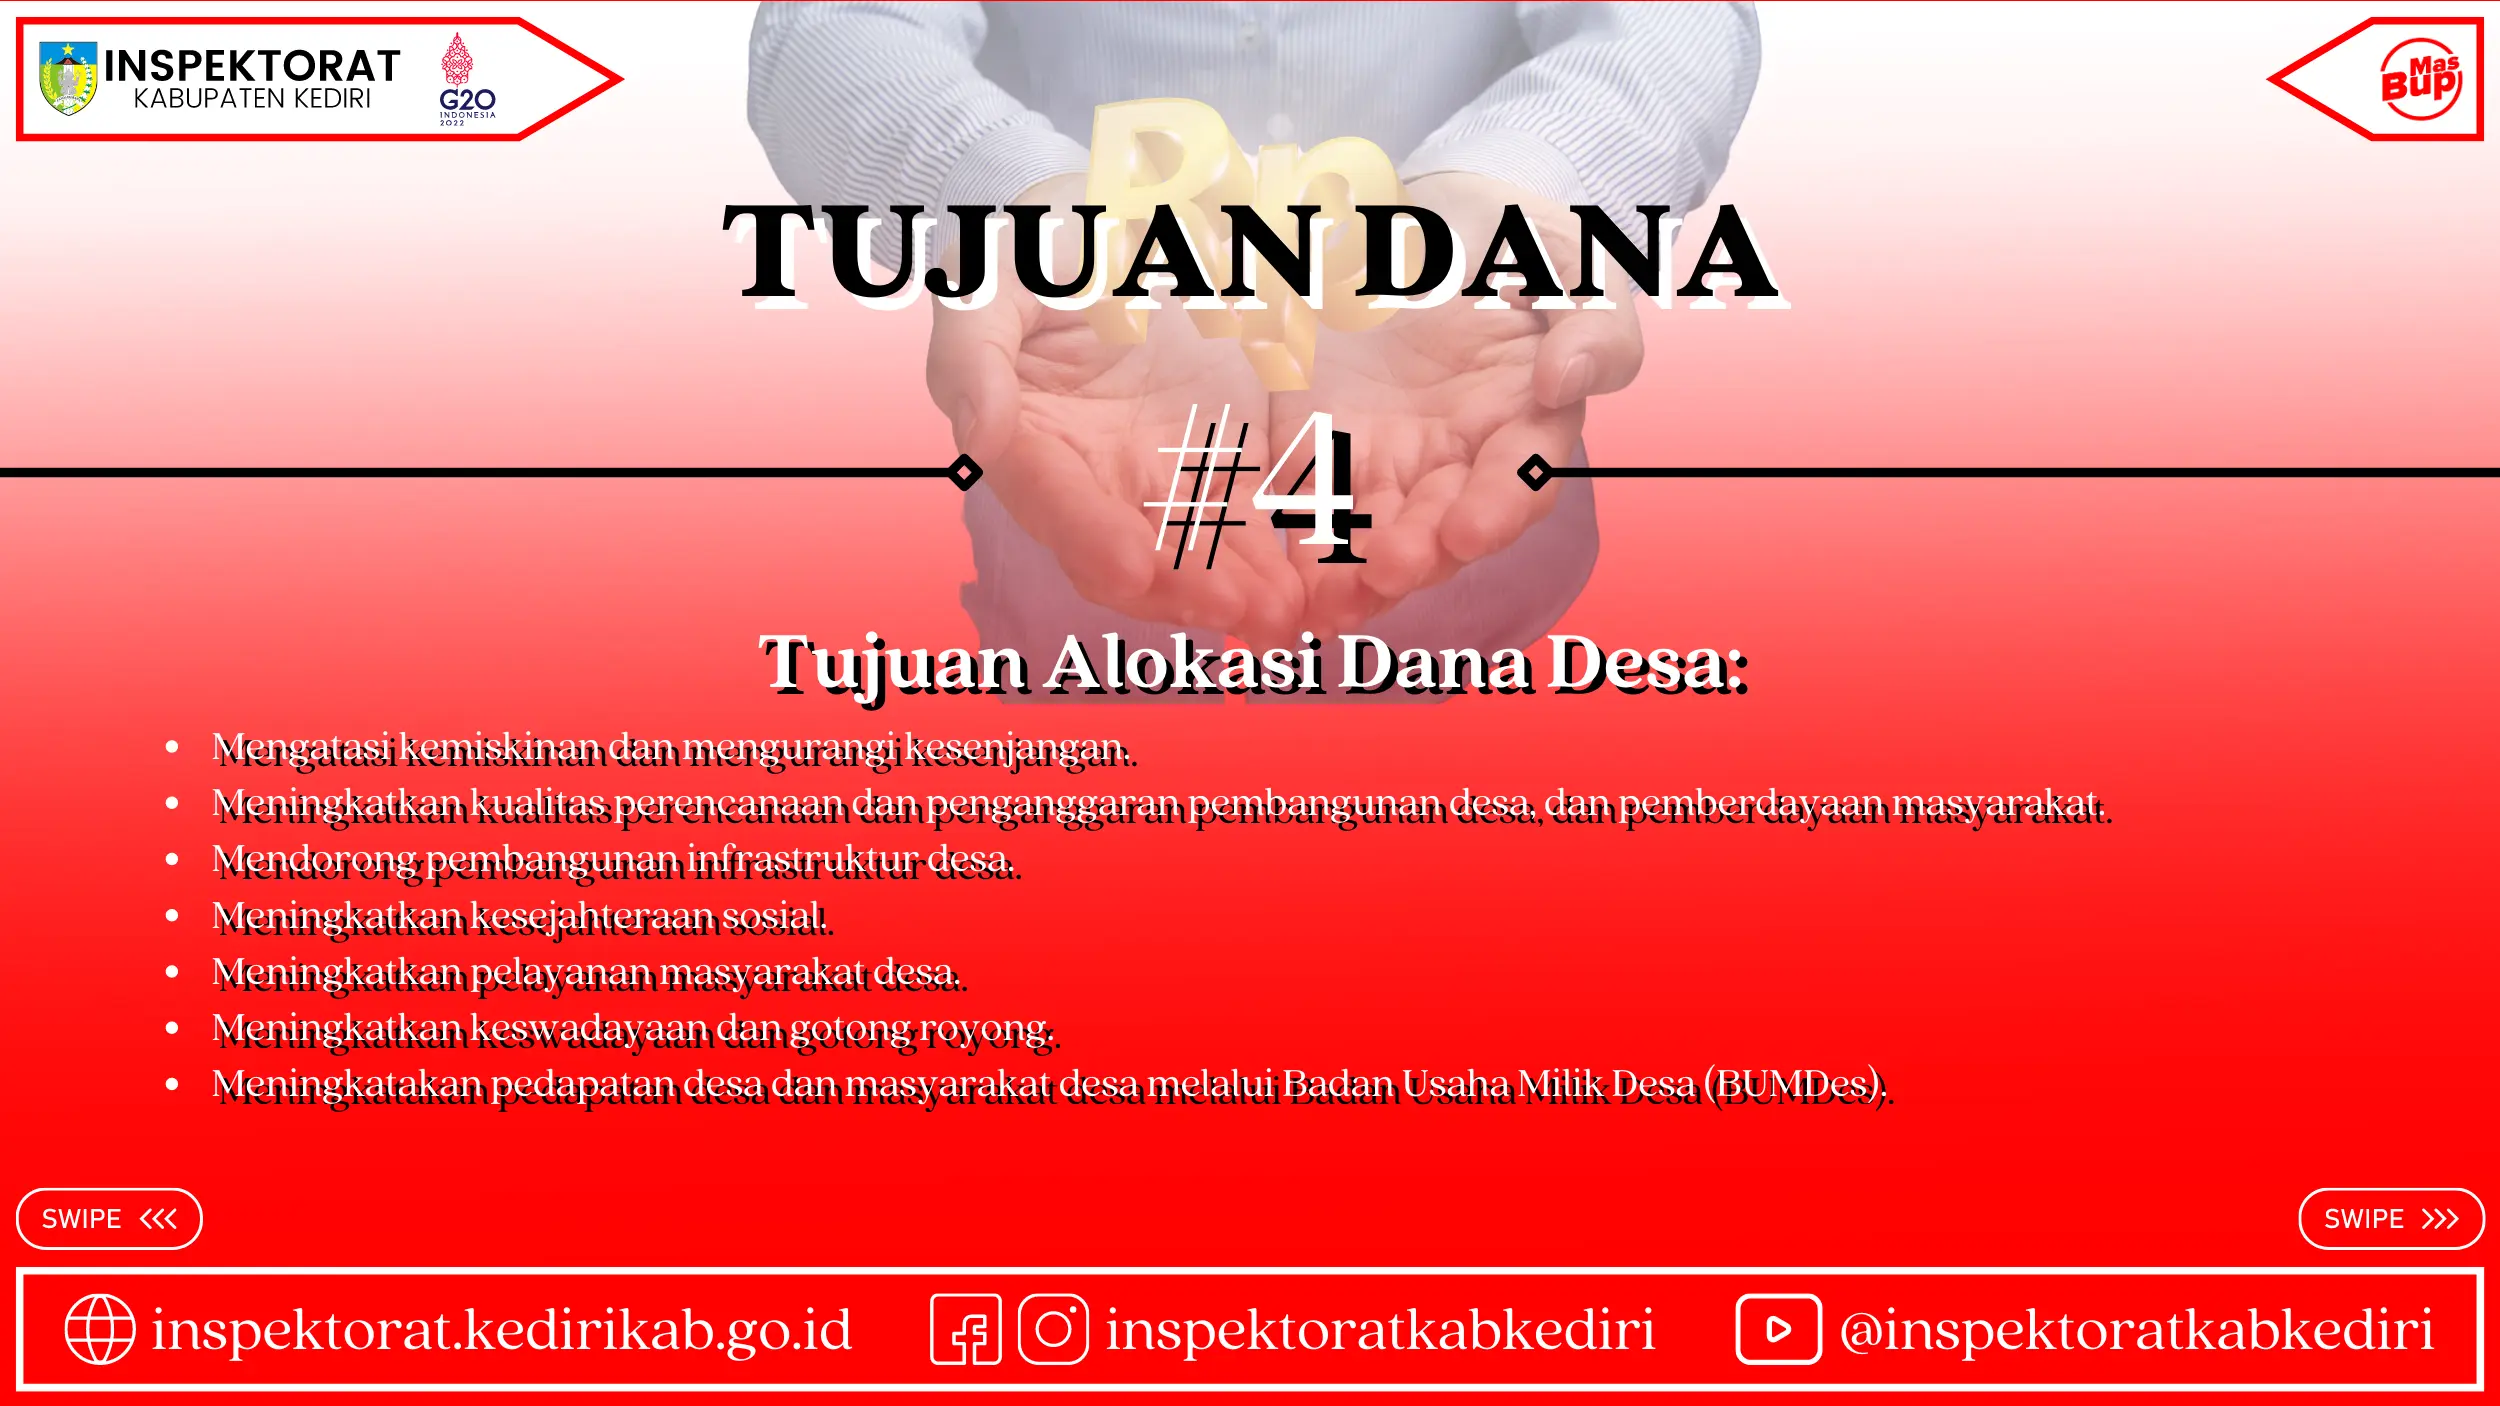 INSPEKTORAT
KABUPATEN KEDIRI
G20
INDONESIA
2022
Mas
Bup
Rp
TUJUAN DANA
#4
Tujuan Alokasi Dana Desa:
• Mengatasi kemiskinan dan mengurangi kesenjangan.
• Meningkatkan kualitas perencanaan dan penganggaran pembangunan desa, dan pemberdayaan masyarakat.
• Mendorong pembangunan infrastruktur desa.
• Meningkatkan kesejahteraan sosial.
• Meningkatkan pelayanan masyarakat desa.
• Meningkatkan keswadayaan dan gotong royong.
• Meningkatakan pedapatan desa dan masyarakat desa melalui Badan Usaha Milik Desa (BUMDes).
SWIPE <<<
SWIPE >>>
inspektorat.kedirikab.go.id
inspektoratkabkediri
@inspektoratkabkediri